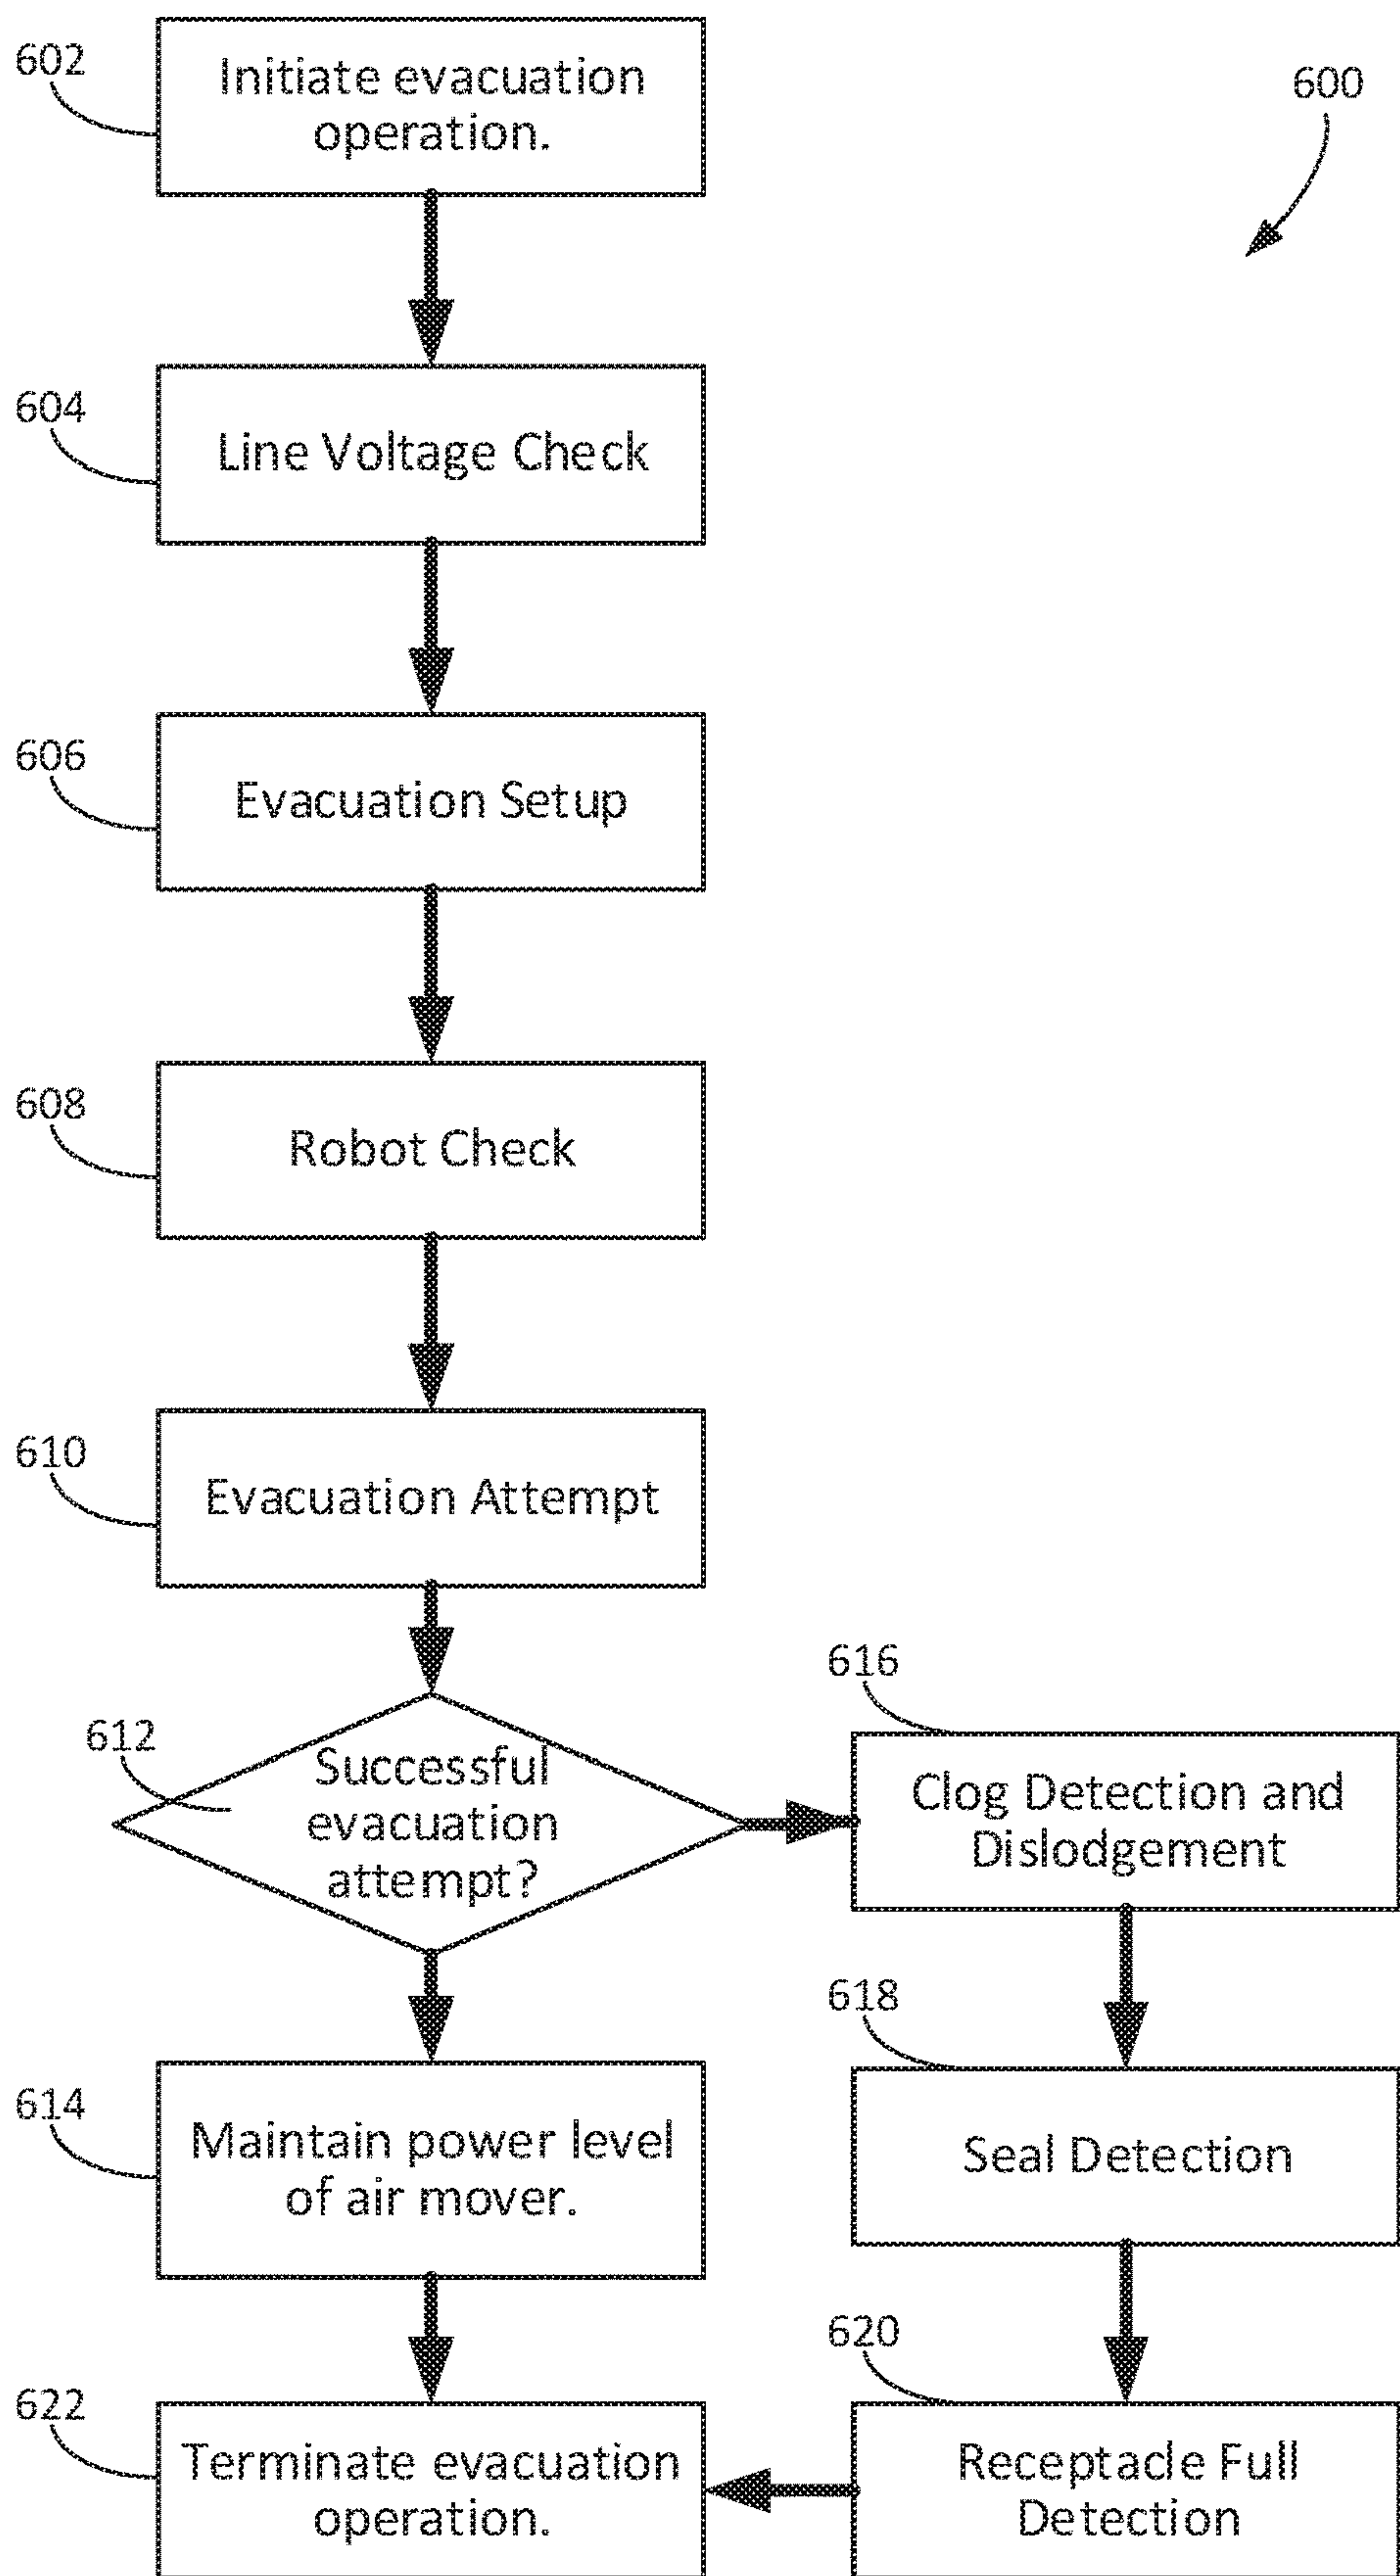 602
Initiate evacuation
operation.
600
604
Line Voltage Check
606
Evacuation Setup
608
Robot Check
610
Evacuation Attempt
612
Successful
evacuation
attempt?
616
Clog Detection and
Dislodgement
614
Maintain power level
of air mover.
618
Seal Detection
620
Receptacle Full
Detection
622
Terminate evacuation
operation.